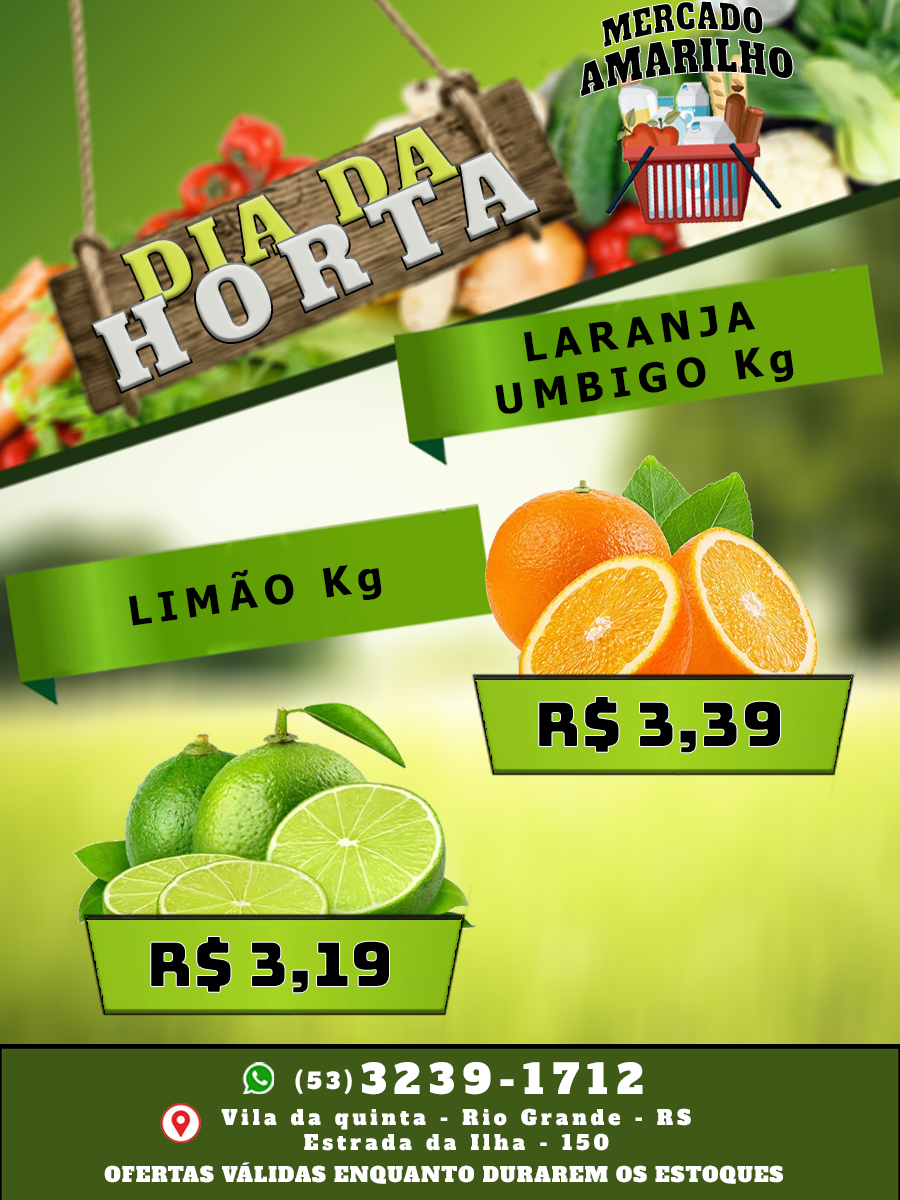 MERCADO
AMARILHO
DIA DA
HORTA
LARANJA
UMBIGO Kg
LIMÃO Kg
R$ 3,39
R$ 3,19
(53) 3239-1712
Vila da quinta - Rio Grande - RS
Estrada da Ilha - 150
OFERTAS VÁLIDAS ENQUANTO DURAREM OS ESTOQUES